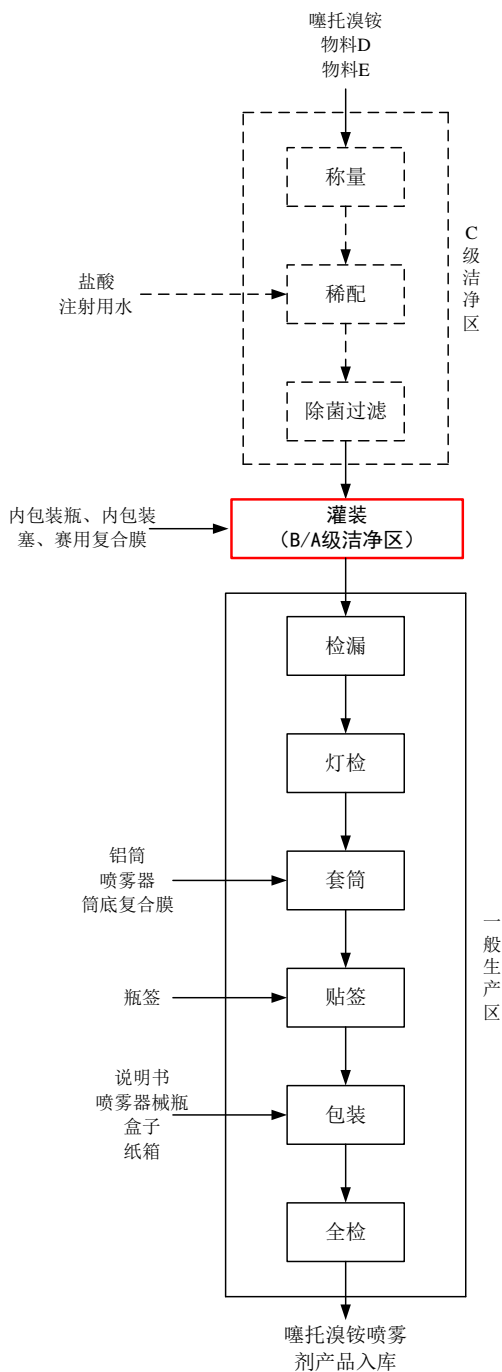 噻托溴铵
物料D
物料E
称量
C级洁净区
盐酸
注射用水
稀配
除菌过滤
内包装瓶、内包装
塞、赛用复合膜
灌装
（B/A级洁净区）
检漏
灯检
铝筒
喷雾器
筒底复合膜
套筒
一般生产区
瓶签
贴签
说明书
喷雾器械瓶
盒子
纸箱
包装
全检
噻托溴铵喷雾
剂产品入库